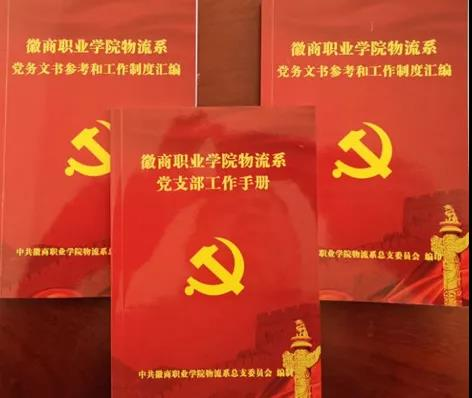 徽商职业学院物流系
党务文书参考和工作制度汇编
中共徽商职业学院物流系总支委员会
徽商职业学院物流系
党务文书参考和工作制度汇编
职业学院物流系总支委员会 编印
徽商职业学院物流系
党支部工作手册
中共徽商职业学院物流系总支委员会 编制